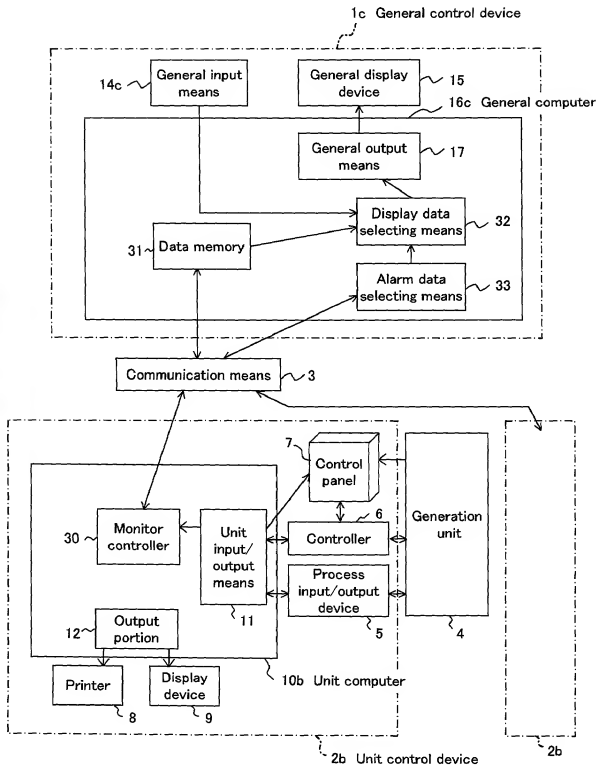 1c General control device
14c
General input
means
General display
device
15
16c General computer
General output
means
17
31
Data memory
Display data
selecting means
32
Alarm data
selecting means
33
Communication means
3
7
Control
panel
6
30
Monitor
controller
Unit
input/
output
means
11
Controller
Generation
unit
4
Process
input/output
device
5
12
Output
portion
Printer
8
Display
device
9
10b Unit computer
2b Unit control device
2b